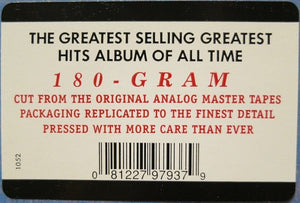 THE GREATEST SELLING GREATEST
HITS ALBUM OF ALL TIME
180-GRAM
CUT FROM THE ORIGINAL ANALOG MASTER TAPES
PACKAGING REPLICATED TO THE FINEST DETAIL
PRESSED WITH MORE CARE THAN EVER
1052
0 81227 97937 9